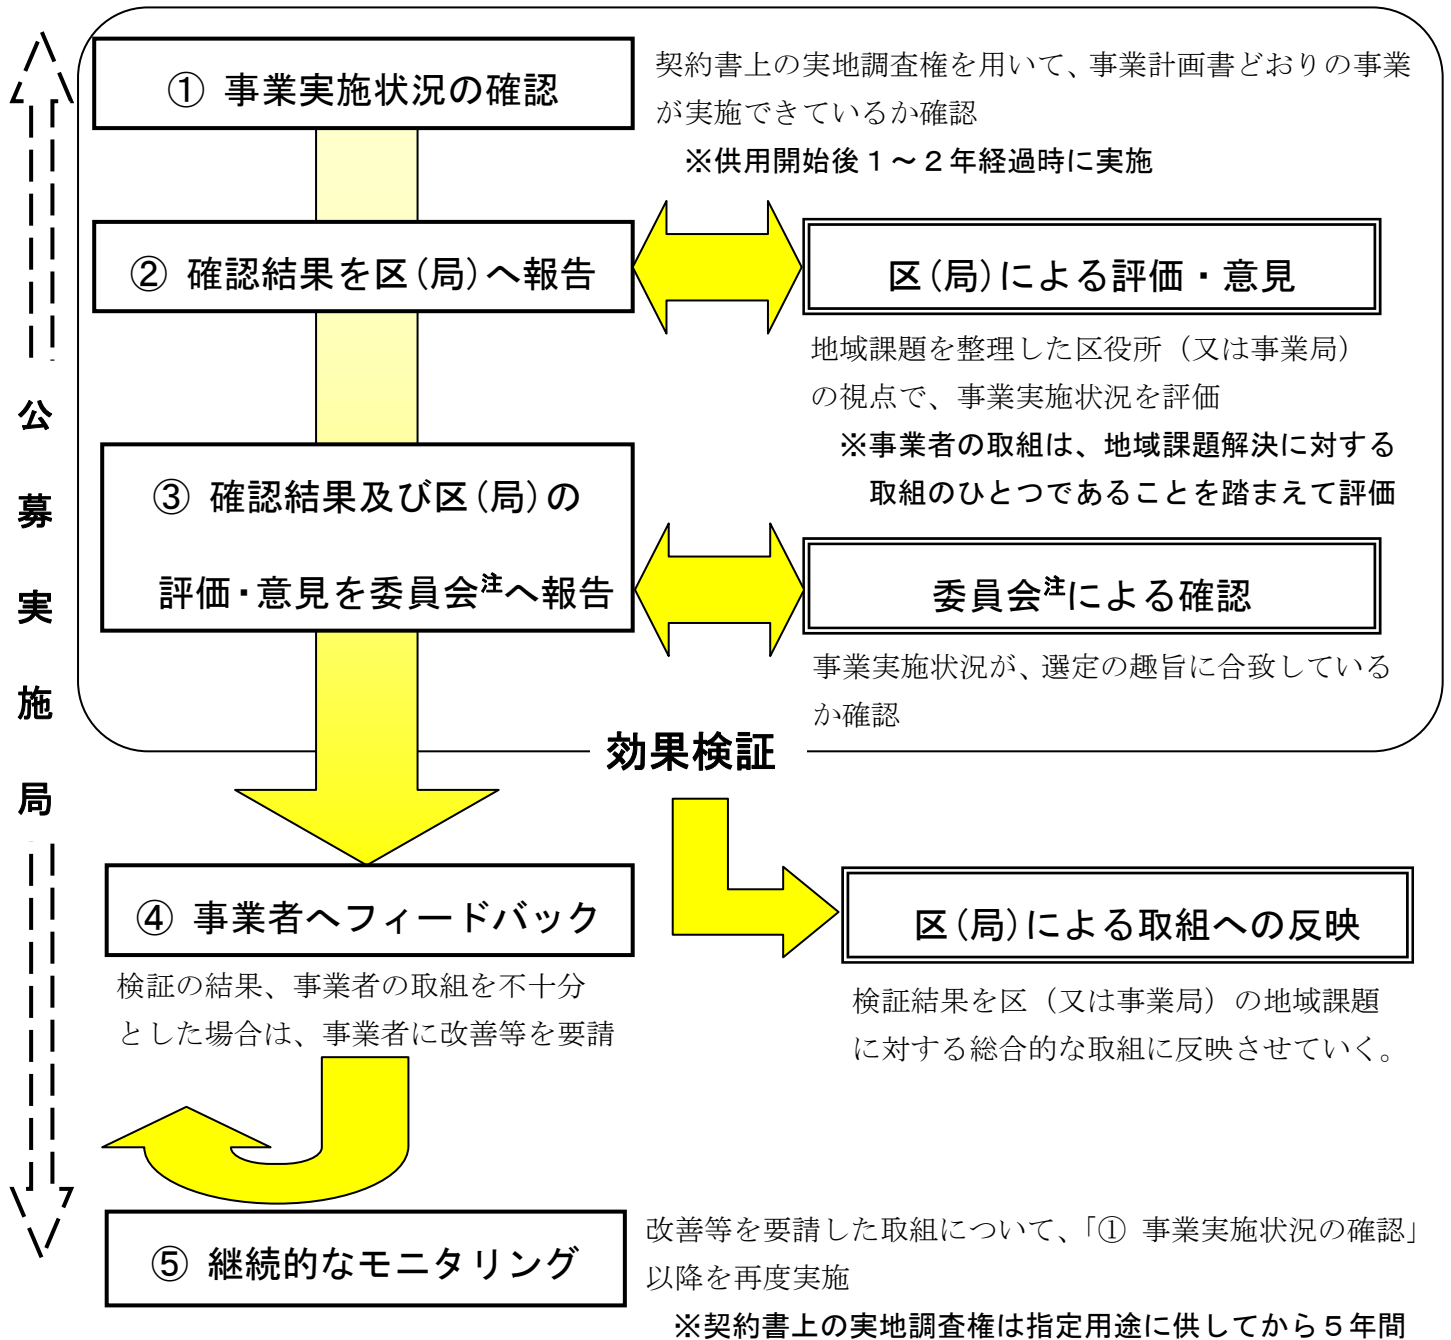 ① 事業実施状況の確認
契約書上の実地調査権を用いて、事業計画書どおりの事業
が実施できているか確認
※供用開始後１～２年経過時に実施
② 確認結果を区(局)へ報告
区(局)による評価・意見
地域課題を整理した区役所（又は事業局）
の視点で、事業実施状況を評価
※事業者の取組は、地域課題解決に対する
取組のひとつであることを踏まえて評価
③ 確認結果及び区(局)の
評価・意見を委員会注へ報告
委員会注による確認
事業実施状況が、選定の趣旨に合致している
か確認
効果検証
公募実施局
④ 事業者へフィードバック
検証の結果、事業者の取組を不十分
とした場合は、事業者に改善等を要請
区(局)による取組への反映
検証結果を区（又は事業局）の地域課題
に対する総合的な取組に反映させていく。
⑤ 継続的なモニタリング
改善等を要請した取組について、「① 事業実施状況の確認」
以降を再度実施
※契約書上の実地調査権は指定用途に供してから５年間